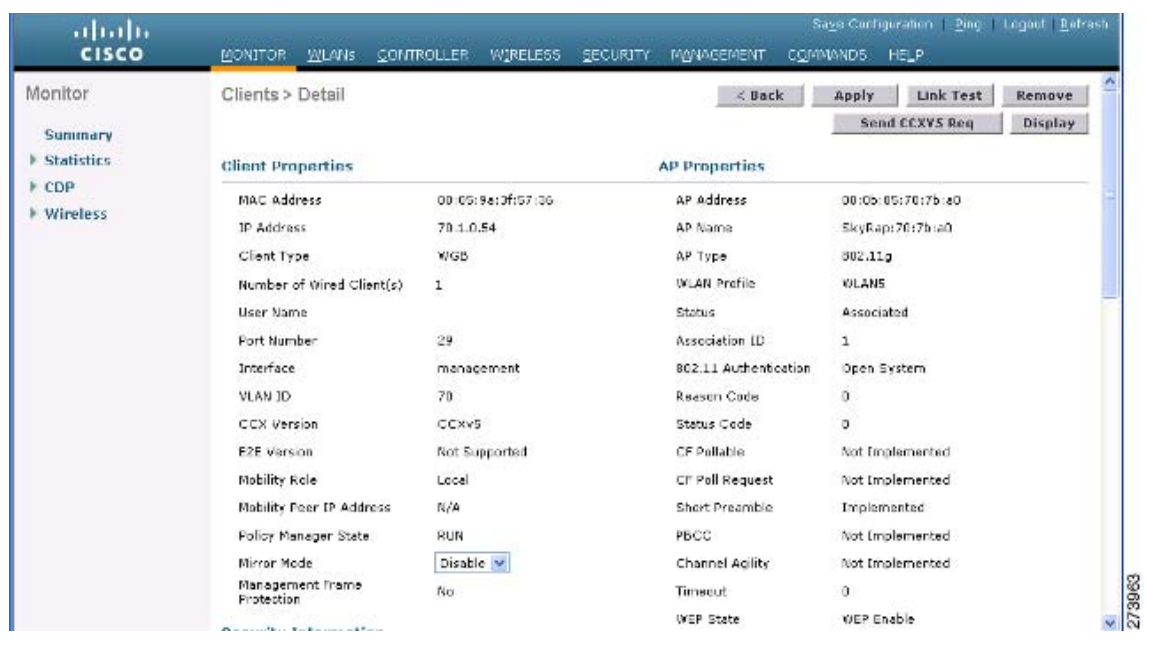 Save Configuration | Ping | Logout | Refresh
CISCO
MONITOR WLANs CONTROLLER WIRELESS SECURITY MANAGEMENT COMMANDS HELP
Monitor
Summary
Statistics
CDP
Wireless
Clients > Detail
< Back Apply Link Test Remove
Send CCXV5 Req Display
Client Properties
MAC Address 00:05:9a:3f:57:36
IP Address 70.1.0.54
Client Type WGB
Number of Wired Client(s) 1
User Name
Port Number 29
Interface management
VLAN ID 70
CCX Version CCXv5
E2E Version Not Supported
Mobility Role Local
Mobility Peer IP Address N/A
Policy Manager State RUN
Mirror Mode Disable
Management Frame
Protection No
Security Information
AP Properties
AP Address 00:0b:85:70:7b:a0
AP Name SkyRap:70:7b:a0
AP Type 802.11g
WLAN Profile WLAN5
Status Associated
Association ID 1
802.11 Authentication Open System
Reason Code 0
Status Code 0
CF Pollable Not Implemented
CF Poll Request Not Implemented
Short Preamble Implemented
PBCC Not Implemented
Channel Agility Not Implemented
Timeout 0
WEP State WEP Enable
273963